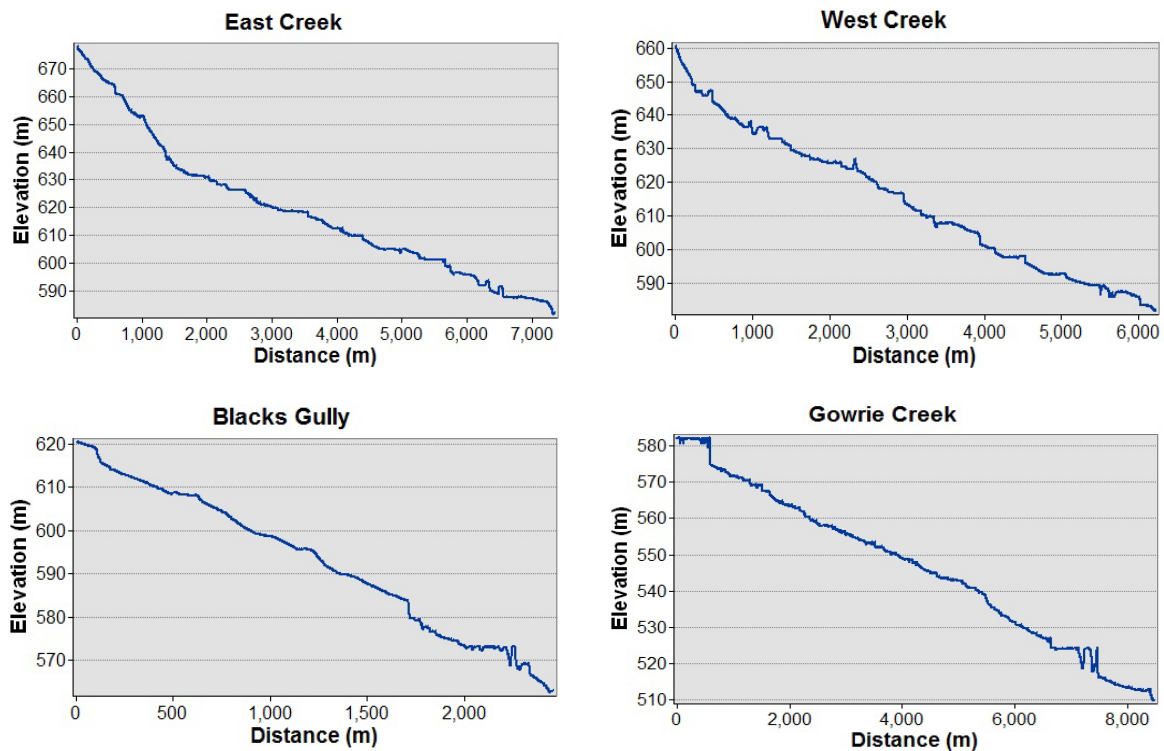 East Creek
Elevation (m)
670
660
650
640
630
620
610
600
590
0 1,000 2,000 3,000 4,000 5,000 6,000 7,000
Distance (m)
West Creek
Elevation (m)
660
650
640
630
620
610
600
590
0 1,000 2,000 3,000 4,000 5,000 6,000
Distance (m)
Blacks Gully
Elevation (m)
620
610
600
590
580
570
0 500 1,000 1,500 2,000
Distance (m)
Gowrie Creek
Elevation (m)
580
570
560
550
540
530
520
510
0 2,000 4,000 6,000 8,000
Distance (m)